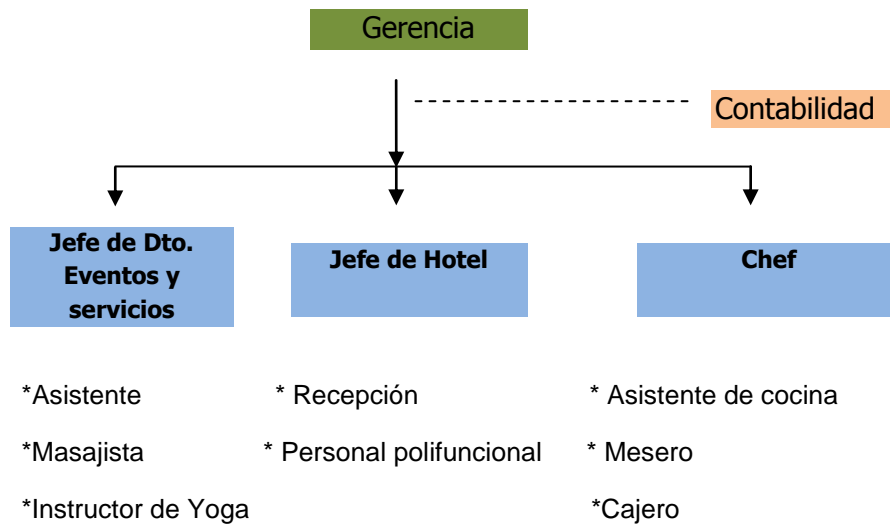 Gerencia
Contabilidad
Jefe de Dto.
Eventos y
servicios
Jefe de Hotel
Chef
*Asistente
* Recepción
* Asistente de cocina
*Masajista
* Personal polifuncional
* Mesero
*Instructor de Yoga
*Cajero